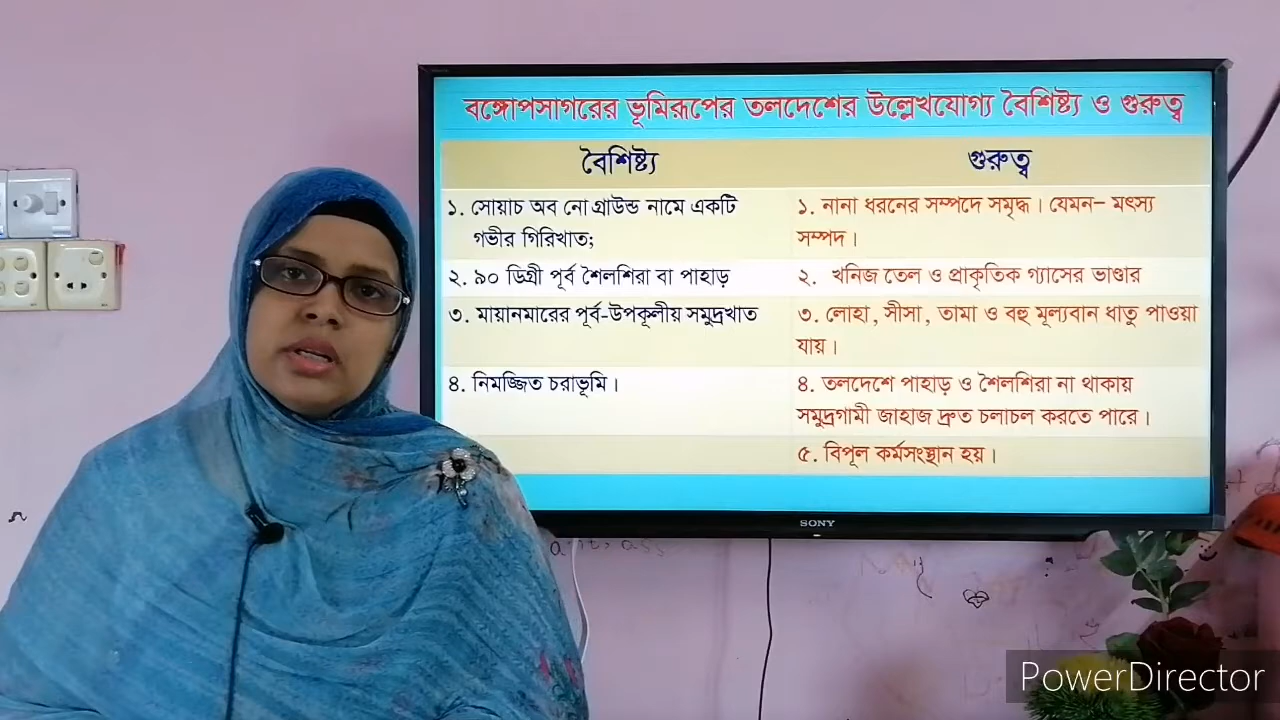 বঙ্গোপসাগরের ভূমিরূপের তলদেশের উল্লেখযোগ্য বৈশিষ্ট্য ও গুরুত্ব
বৈশিষ্ট্য
গুরুত্ব
১. সোয়াচ অব নো গ্রাউন্ড নামে একটি
গভীর গিরিখাত;
১. নানা ধরনের সম্পদে সমৃদ্ধ। যেমন– মৎস্য
সম্পদ।
২. ৯০ ডিগ্রী পূর্ব শৈলশিরা বা পাহাড়
২. খনিজ তেল ও প্রাকৃতিক গ্যাসের ভাণ্ডার
৩. মায়ানমারের পূর্ব-উপকূলীয় সমুদ্রখাত
৩. লোহা, সীসা, তামা ও বহু মূল্যবান ধাতু পাওয়া
যায়।
৪. নিমজ্জিত চরাভূমি।
৪. তলদেশে পাহাড় ও শৈলশিরা না থাকায়
সমুদ্রগামী জাহাজ দ্রুত চলাচল করতে পারে।
৫. বিপূল কর্মসংস্থান হয়।
SONY
PowerDirector